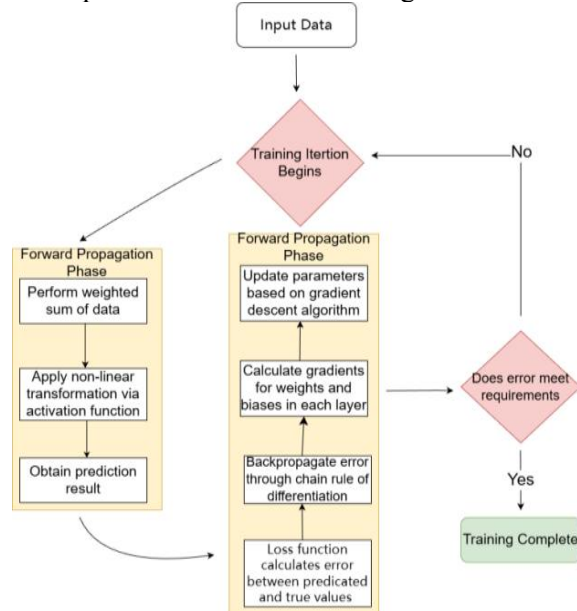 Input Data
Training Itertion
Begins
No
Forward Propagation
Phase
Perform weighted
sum of data
Apply non-linear
transformation via
activation function
Obtain prediction
result
Forward Propagation
Phase
Update parameters
based on gradient
descent algorithm
Calculate gradients
for weights and
biases in each layer
Backpropagate error
through chain rule of
differentiation
Loss function
calculates error
between predicated
and true values
Does error meet
requirements
Yes
Training Complete